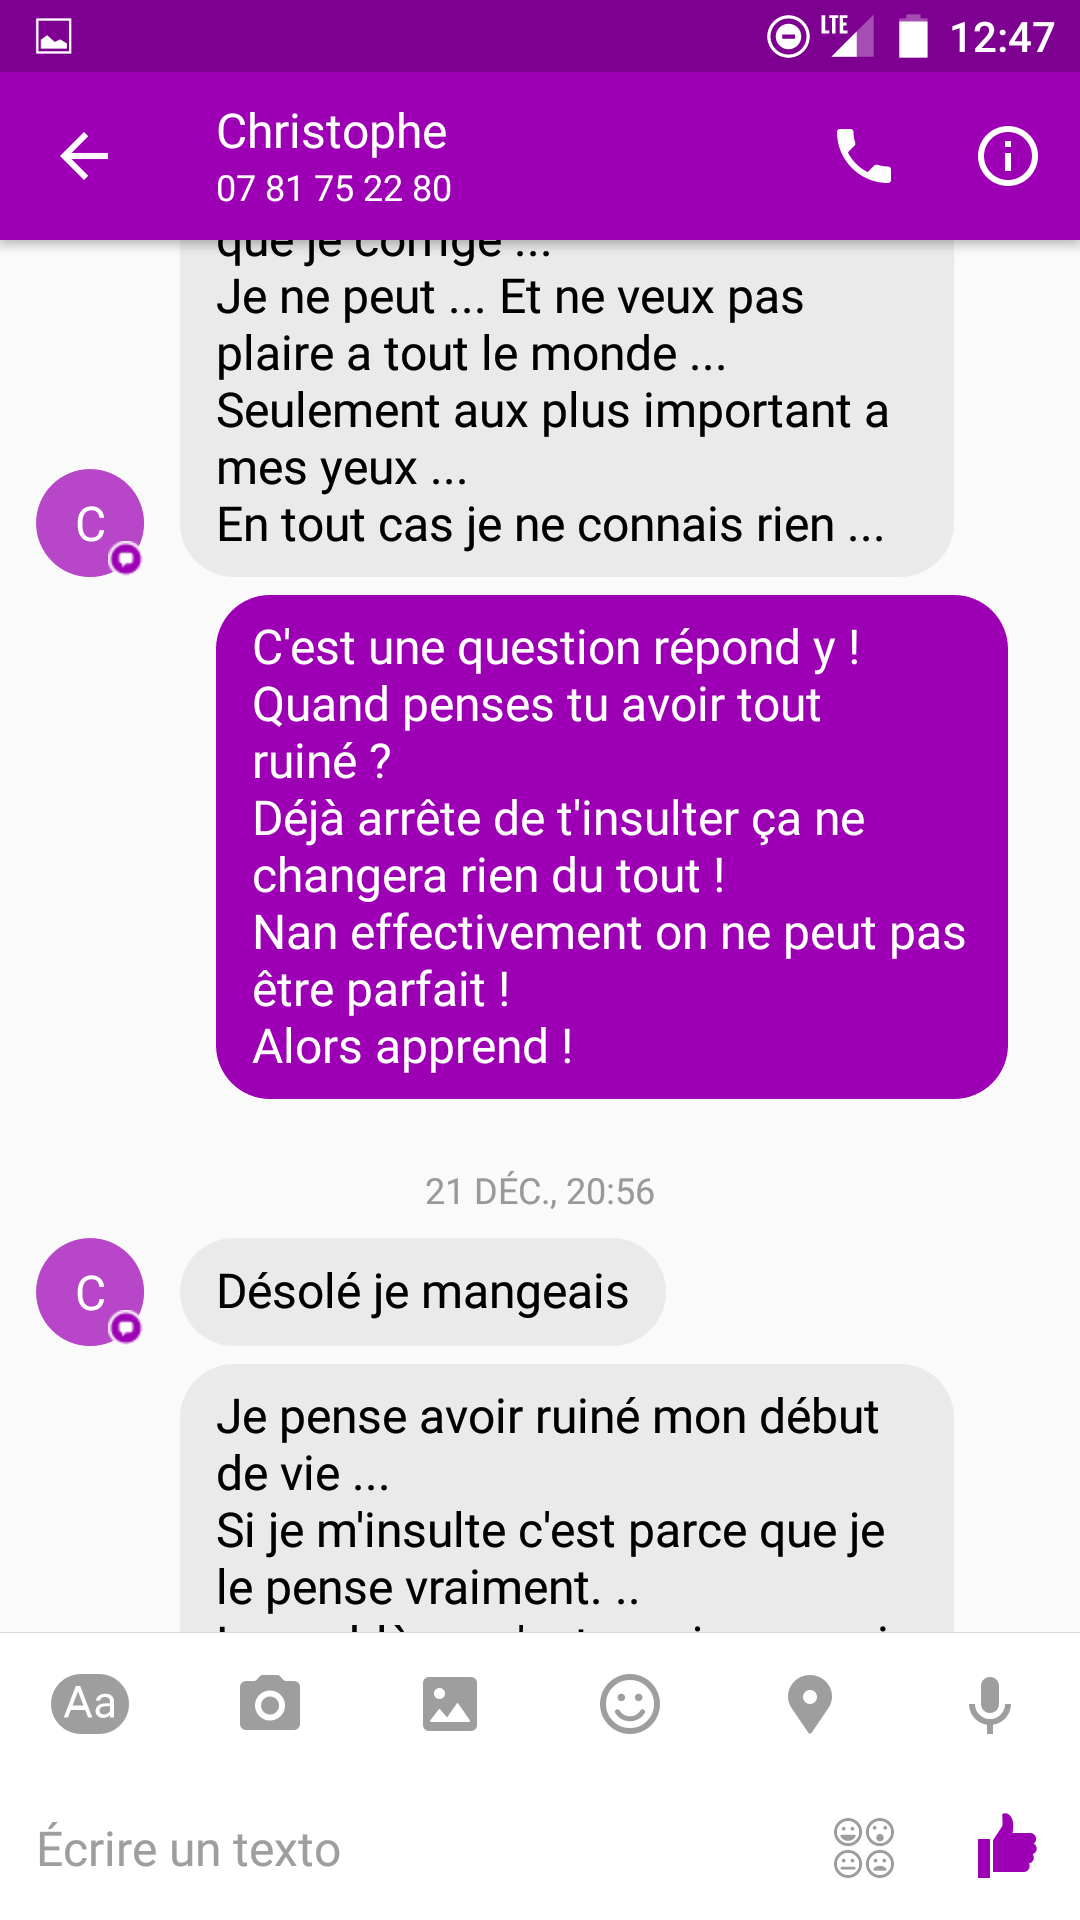 LTE 12:47
Christophe
07 81 75 22 80
que je corrige ...
Je ne peut ... Et ne veux pas
plaire a tout le monde ...
Seulement aux plus important a
mes yeux ...
En tout cas je ne connais rien ...
C
C'est une question répond y !
Quand penses tu avoir tout
ruiné ?
Déjà arrête de t'insulter ça ne
changera rien du tout !
Nan effectivement on ne peut pas
être parfait !
Alors apprend !
21 DÉC., 20:56
C
Désolé je mangeais
Je pense avoir ruiné mon début
de vie ...
Si je m'insulte c'est parce que je
le pense vraiment. ..
Aa
Écrire un texto